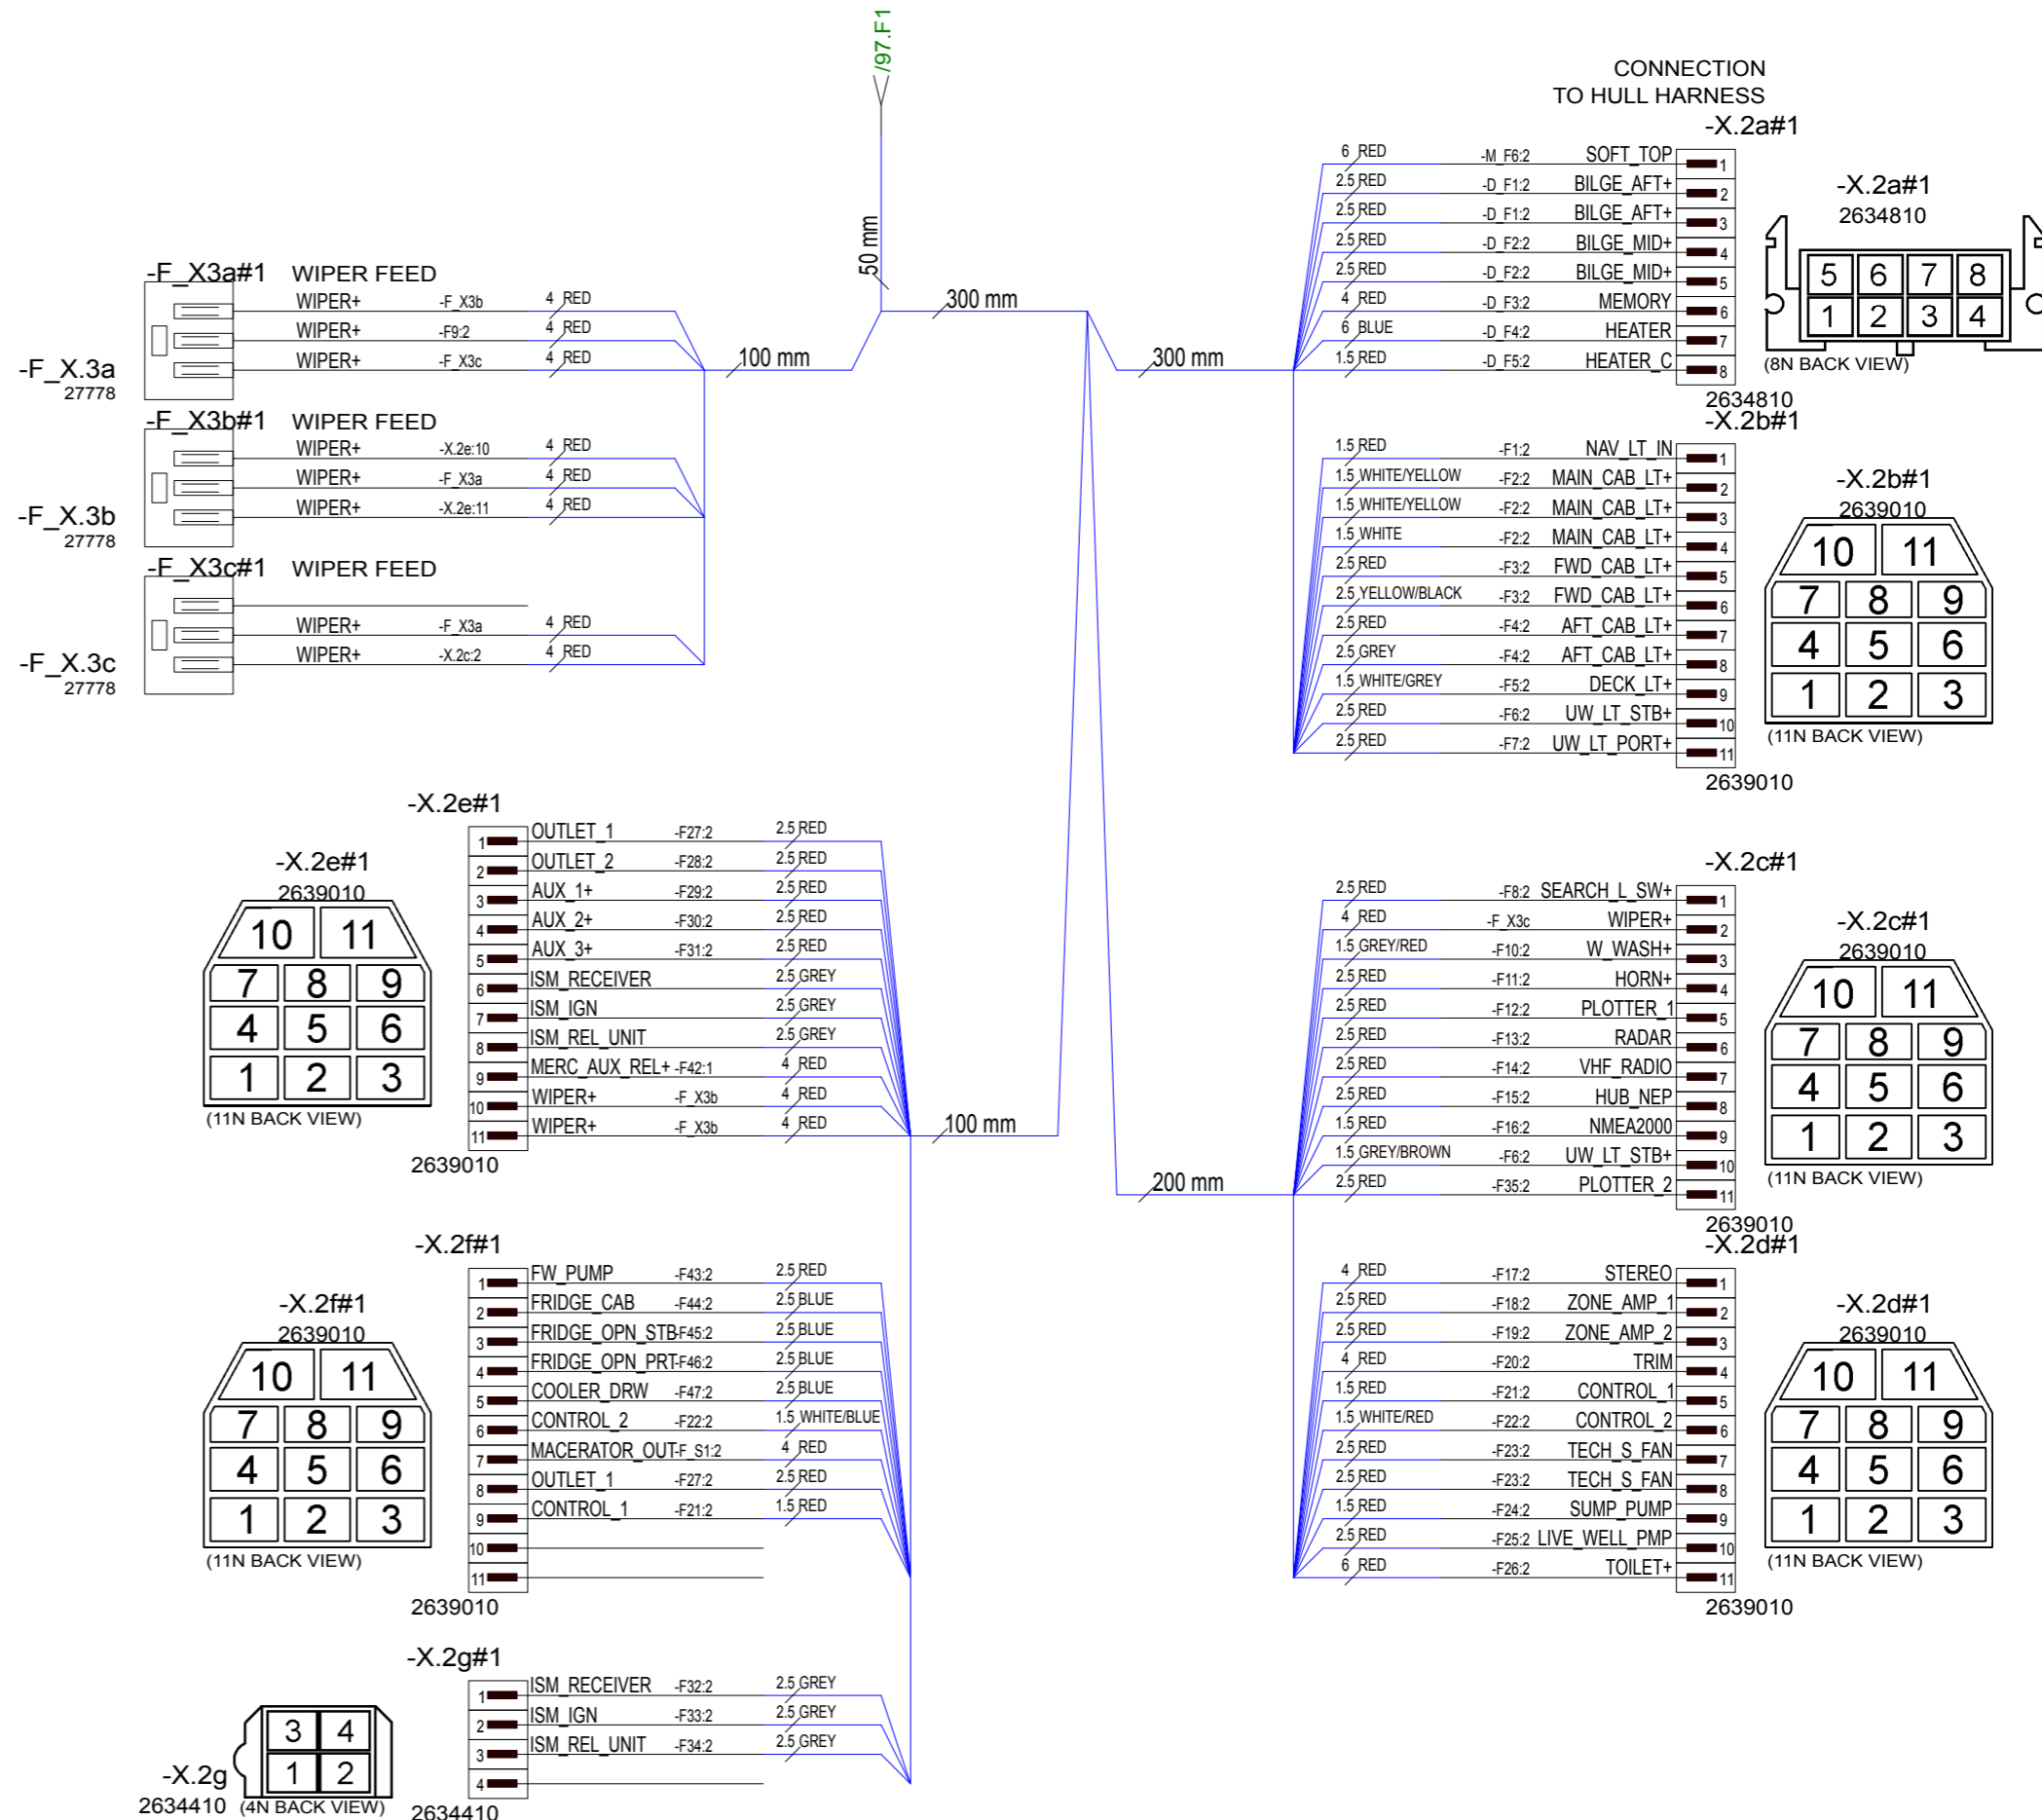 /97.F1
CONNECTION
TO HULL HARNESS
50 mm
300 mm
100 mm
300 mm
100 mm
200 mm
-F_X3a#1 WIPER FEED
WIPER+ -F_X3b 4 RED
WIPER+ -F9:2 4 RED
WIPER+ -F_X3c 4 RED
-F_X.3a
27778
-F_X3b#1 WIPER FEED
WIPER+ -X.2e:10 4 RED
WIPER+ -F_X3a 4 RED
WIPER+ -X.2e:11 4 RED
-F_X.3b
27778
-F_X3c#1 WIPER FEED
WIPER+ -F_X3a 4 RED
WIPER+ -X.2c:2 4 RED
-F_X.3c
27778
-X.2e#1
1 OUTLET_1 -F27:2 2.5 RED
2 OUTLET_2 -F28:2 2.5 RED
3 AUX_1+ -F29:2 2.5 RED
4 AUX_2+ -F30:2 2.5 RED
5 AUX_3+ -F31:2 2.5 RED
6 ISM_RECEIVER 2.5 GREY
7 ISM_IGN 2.5 GREY
8 ISM_REL_UNIT 2.5 GREY
9 MERC_AUX_REL+ -F42:1 4 RED
10 WIPER+ -F_X3b 4 RED
11 WIPER+ -F_X3b 4 RED
2639010
-X.2e#1
2639010
10 11
7 8 9
4 5 6
1 2 3
(11N BACK VIEW)
-X.2f#1
1 FW_PUMP -F43:2 2.5 RED
2 FRIDGE_CAB -F44:2 2.5 BLUE
3 FRIDGE_OPN_STB -F45:2 2.5 BLUE
4 FRIDGE_OPN_PRT -F46:2 2.5 BLUE
5 COOLER_DRW -F47:2 2.5 BLUE
6 CONTROL_2 -F22:2 1.5 WHITE/BLUE
7 MACERATOR_OUT -F_S1:2 4 RED
8 OUTLET_1 -F27:2 2.5 RED
9 CONTROL_1 -F21:2 1.5 RED
10
11
2639010
-X.2f#1
2639010
10 11
7 8 9
4 5 6
1 2 3
(11N BACK VIEW)
-X.2g#1
1 ISM_RECEIVER -F32:2 2.5 GREY
2 ISM_IGN -F33:2 2.5 GREY
3 ISM_REL_UNIT -F34:2 2.5 GREY
4
2634410
3 4
1 2
-X.2g
2634410 (4N BACK VIEW)
-X.2a#1
6 RED -M_F6:2 SOFT_TOP 1
2.5 RED -D_F1:2 BILGE_AFT+ 2
2.5 RED -D_F1:2 BILGE_AFT+ 3
2.5 RED -D_F2:2 BILGE_MID+ 4
2.5 RED -D_F2:2 BILGE_MID+ 5
4 RED -D_F3:2 MEMORY 6
6 BLUE -D_F4:2 HEATER 7
1.5 RED -D_F5:2 HEATER_C 8
2634810
-X.2a#1
2634810
5 6 7 8
1 2 3 4
(8N BACK VIEW)
-X.2b#1
1.5 RED -F1:2 NAV_LT_IN 1
1.5 WHITE/YELLOW -F2:2 MAIN_CAB_LT+ 2
1.5 WHITE/YELLOW -F2:2 MAIN_CAB_LT+ 3
1.5 WHITE -F2:2 MAIN_CAB_LT+ 4
2.5 RED -F3:2 FWD_CAB_LT+ 5
2.5 YELLOW/BLACK -F3:2 FWD_CAB_LT+ 6
2.5 RED -F4:2 AFT_CAB_LT+ 7
2.5 GREY -F4:2 AFT_CAB_LT+ 8
1.5 WHITE/GREY -F5:2 DECK_LT+ 9
2.5 RED -F6:2 UW_LT_STB+ 10
2.5 RED -F7:2 UW_LT_PORT+ 11
2639010
-X.2b#1
2639010
10 11
7 8 9
4 5 6
1 2 3
(11N BACK VIEW)
-X.2c#1
2.5 RED -F8:2 SEARCH_L_SW+ 1
4 RED -F_X3c WIPER+ 2
1.5 GREY/RED -F10:2 W_WASH+ 3
2.5 RED -F11:2 HORN+ 4
2.5 RED -F12:2 PLOTTER_1 5
2.5 RED -F13:2 RADAR 6
2.5 RED -F14:2 VHF_RADIO 7
2.5 RED -F15:2 HUB_NEP 8
1.5 RED -F16:2 NMEA2000 9
1.5 GREY/BROWN -F6:2 UW_LT_STB+ 10
2.5 RED -F35:2 PLOTTER_2 11
2639010
-X.2c#1
2639010
10 11
7 8 9
4 5 6
1 2 3
(11N BACK VIEW)
-X.2d#1
4 RED -F17:2 STEREO 1
2.5 RED -F18:2 ZONE_AMP_1 2
2.5 RED -F19:2 ZONE_AMP_2 3
4 RED -F20:2 TRIM 4
1.5 RED -F21:2 CONTROL_1 5
1.5 WHITE/RED -F22:2 CONTROL_2 6
2.5 RED -F23:2 TECH_S_FAN 7
2.5 RED -F23:2 TECH_S_FAN 8
1.5 RED -F24:2 SUMP_PUMP 9
2.5 RED -F25:2 LIVE_WELL_PMP 10
6 RED -F26:2 TOILET+ 11
2639010
-X.2d#1
2639010
10 11
7 8 9
4 5 6
1 2 3
(11N BACK VIEW)